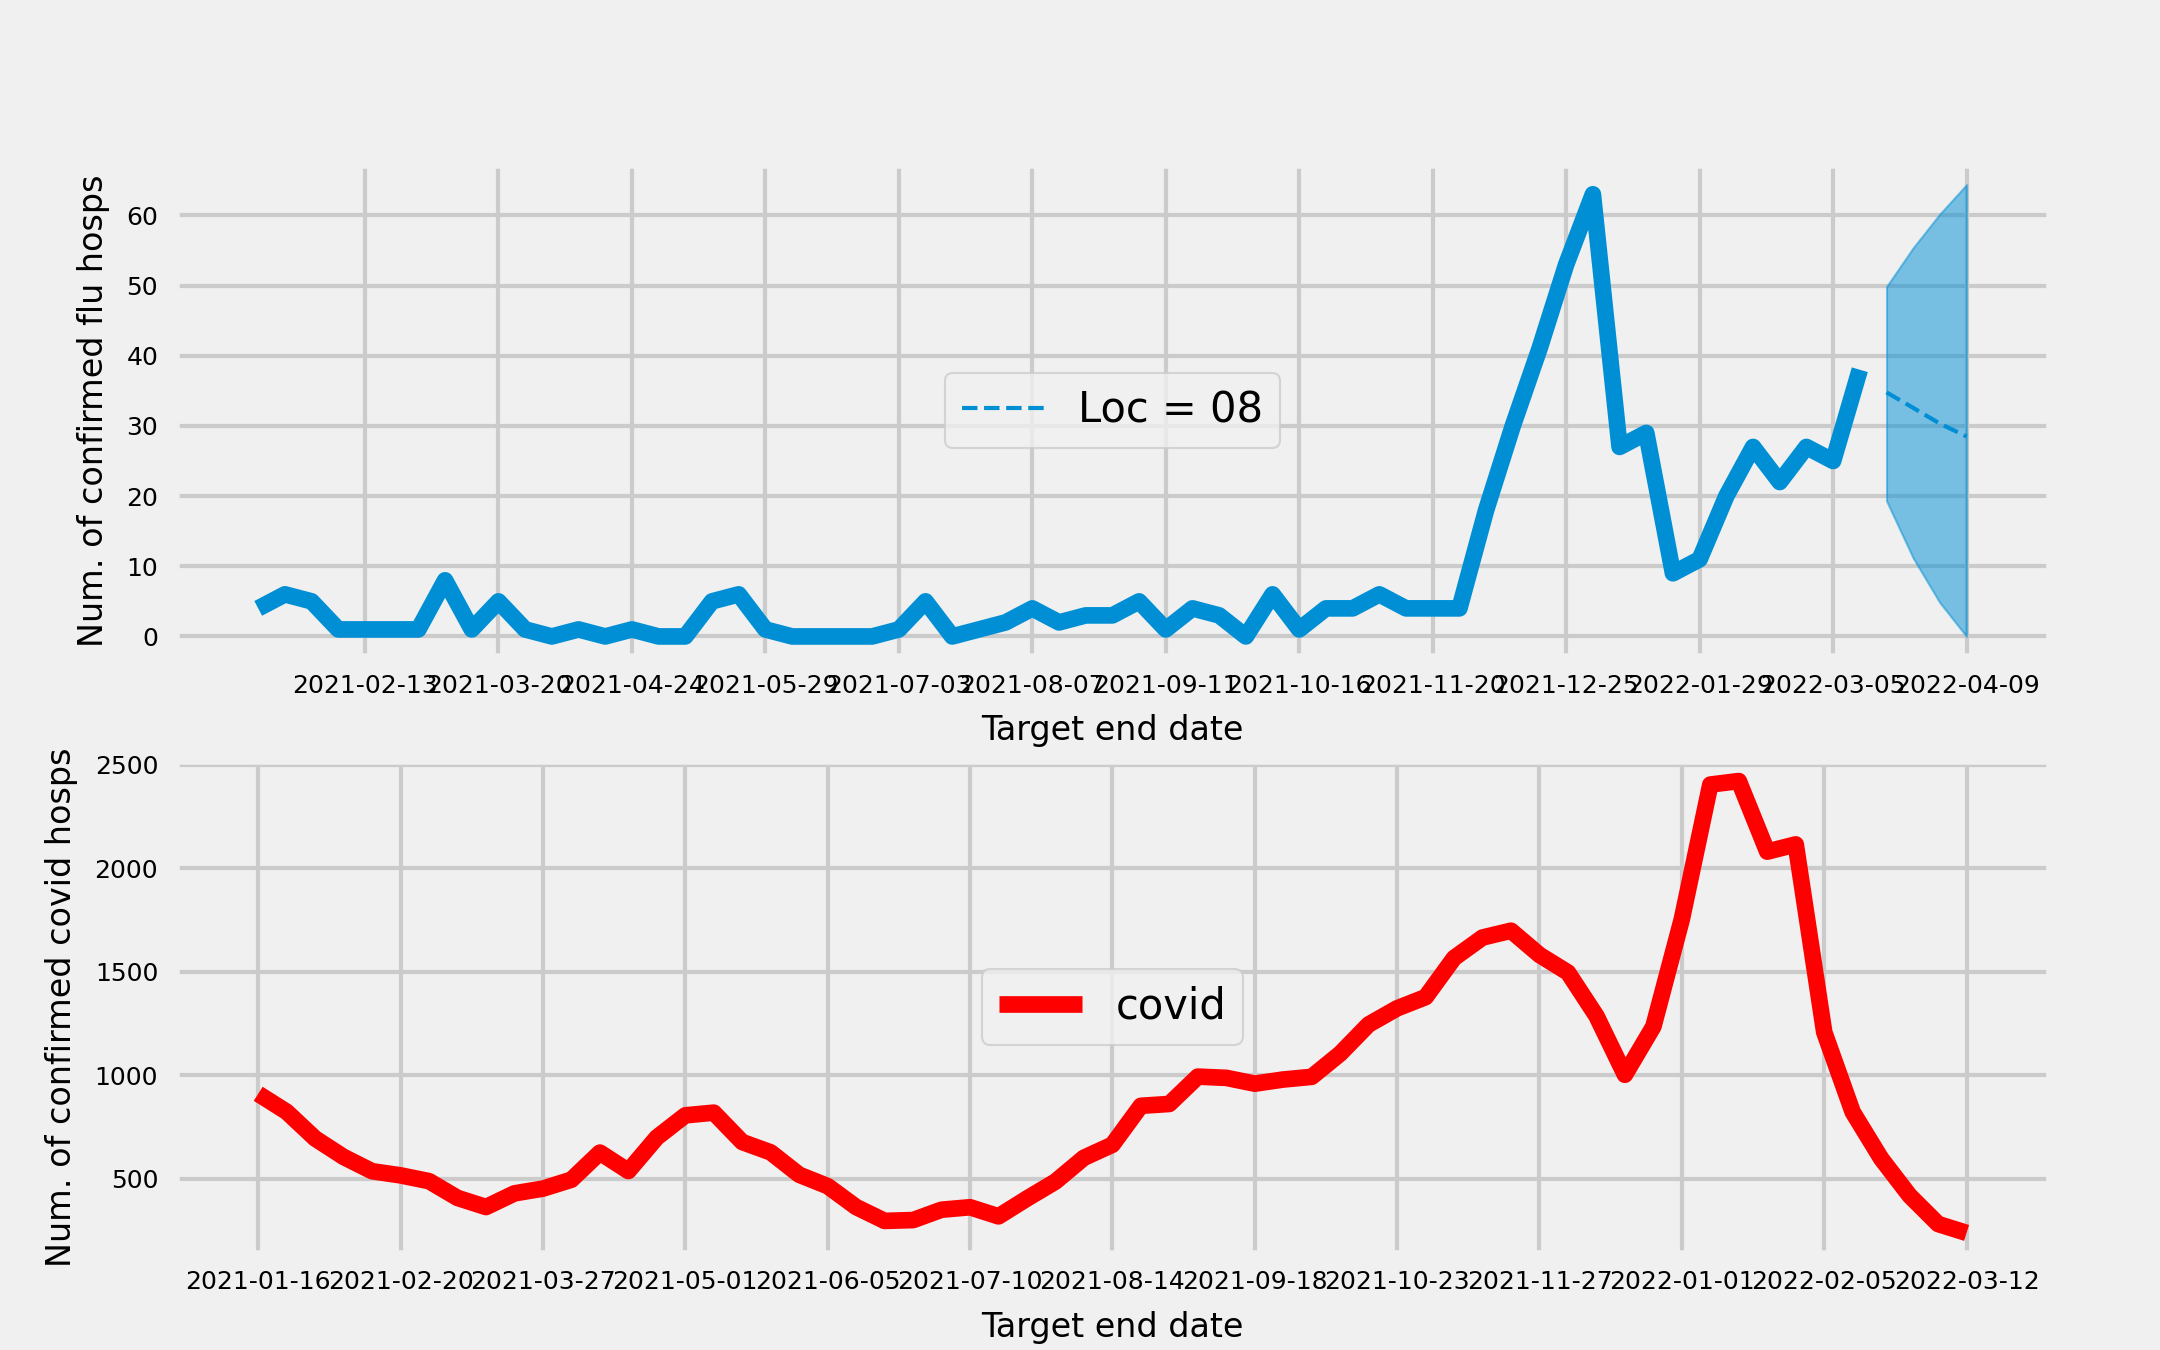 Num. of confirmed flu hosps
60
50
40
30
20
10
0
Loc = 08
2021-02-13 2021-03-20 2021-04-24 2021-05-29 2021-07-03 2021-08-07 2021-09-11 2021-10-16 2021-11-20 2021-12-25 2022-01-29 2022-03-05 2022-04-09
Target end date
Num. of confirmed covid hosps
2500
2000
1500
1000
500
covid
2021-01-16 2021-02-20 2021-03-27 2021-05-01 2021-06-05 2021-07-10 2021-08-14 2021-09-18 2021-10-23 2021-11-27 2022-01-01 2022-02-05 2022-03-12
Target end date